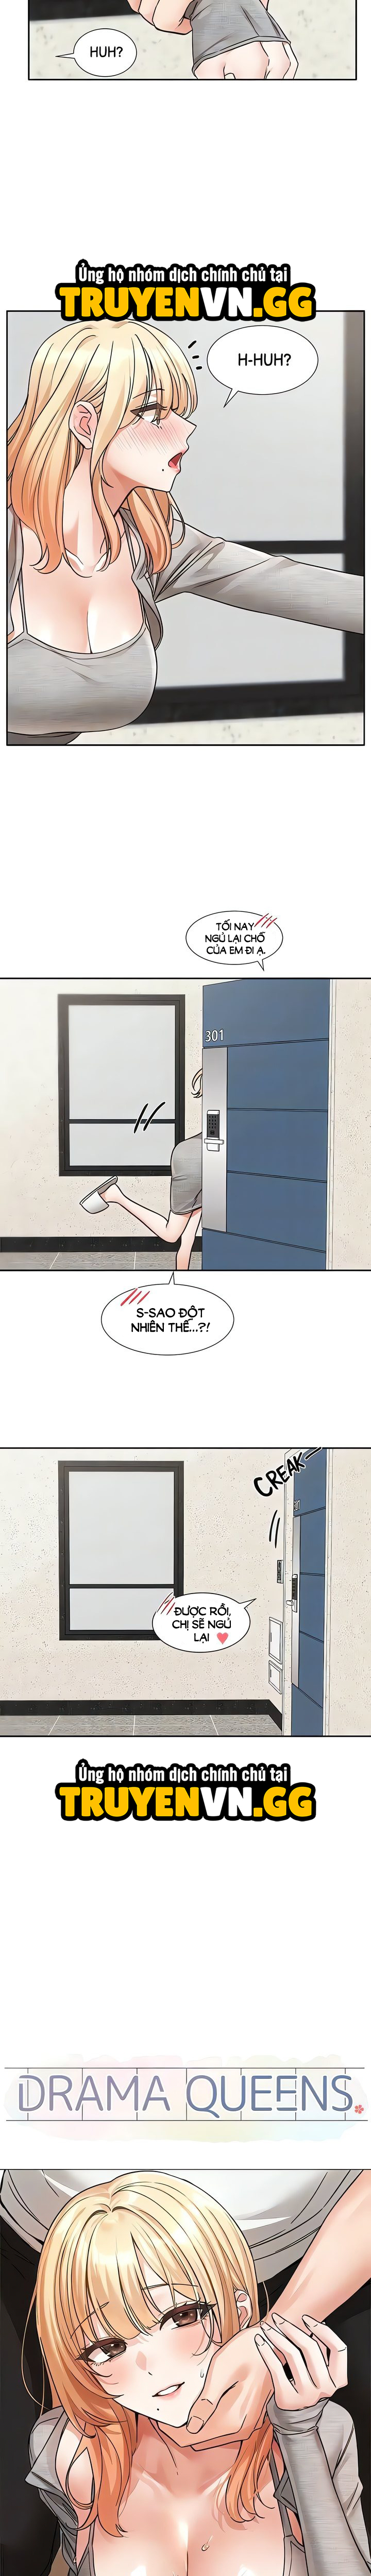 HUH?
Ủng hộ nhóm dịch chính chủ tại
TRUYENVN.GG
H-HUH?
TỐI NAY
NGỦ LẠI CHỖ
CỦA EM ĐI Ạ.
301
S-SAO ĐỘT
NHIÊN THẾ...?!
CREAK—
ĐƯỢC RỒI,
CHỊ SẼ NGỦ
LẠI
Ủng hộ nhóm dịch chính chủ tại
TRUYENVN.GG
DRAMA QUEENS